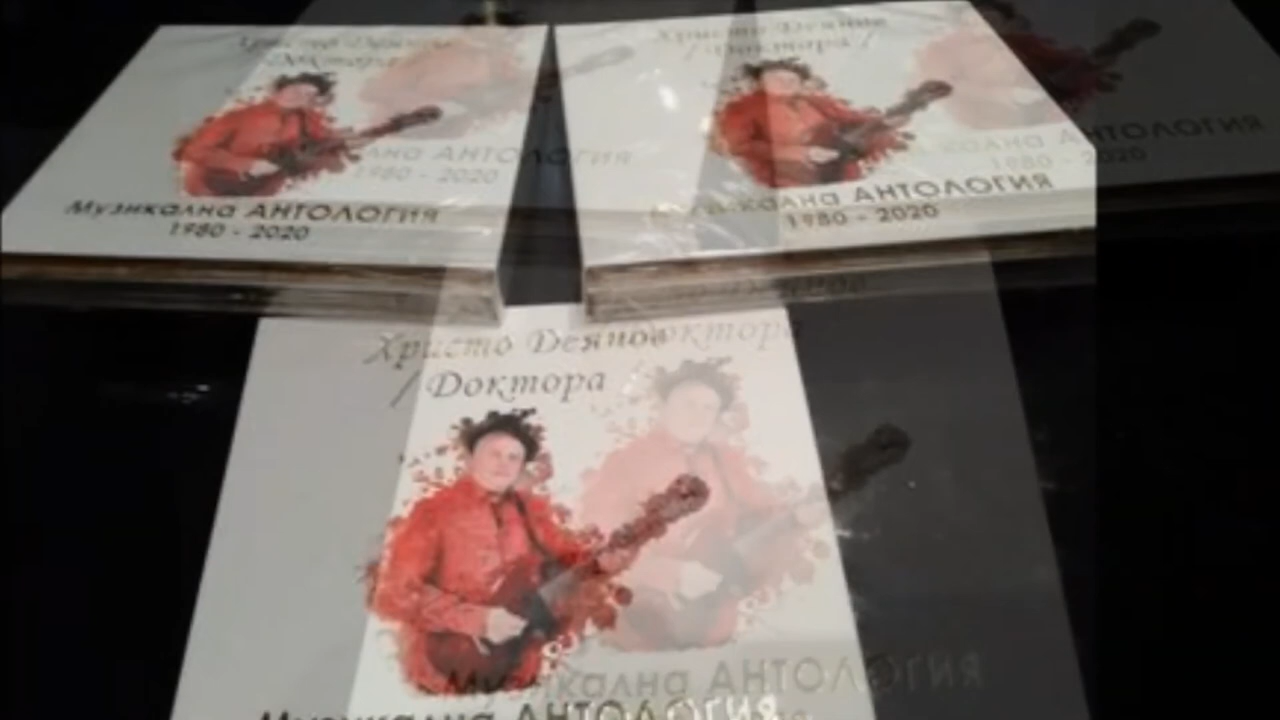 Христо Деянов
Доктора /
Музикална АНТОЛОГИЯ
1980 - 2020
Христо Деянов
/ Доктора /
Музикална АНТОЛОГИЯ
1980 - 2020
Христо Деянов
/ Доктора
Музикална АНТОЛОГИЯ